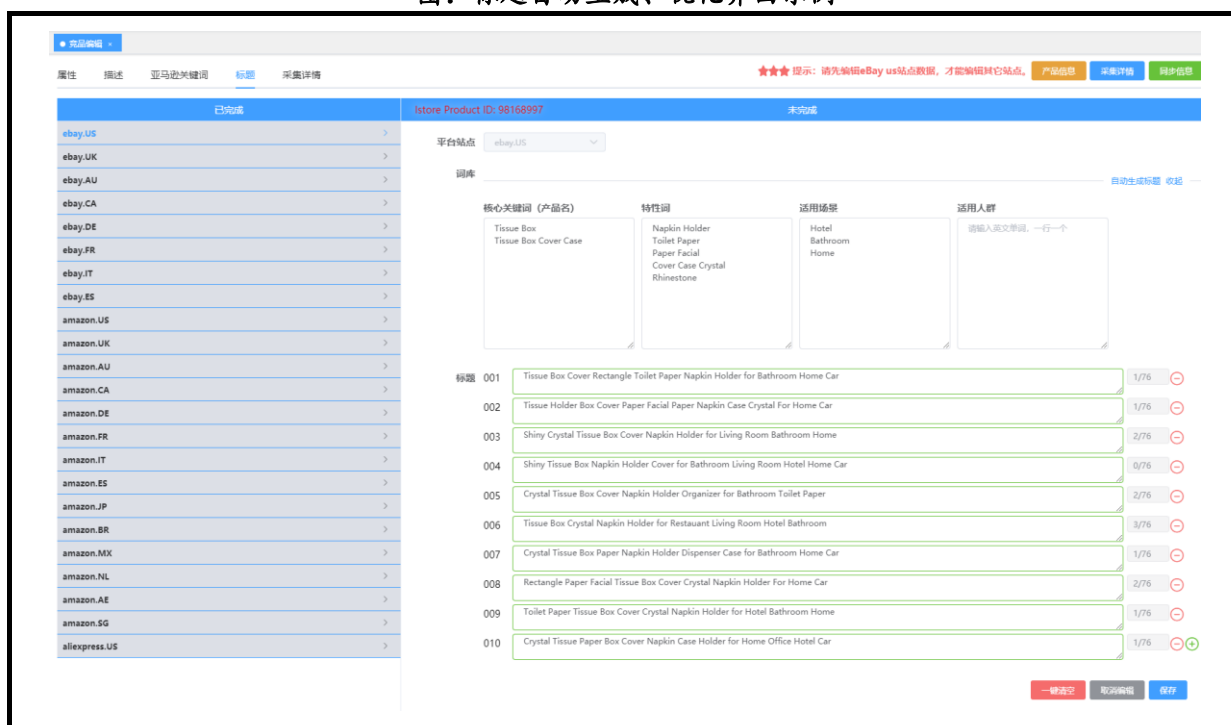 图：标题自动生成、优化界面示例
竞品编辑 ×
属性 描述 亚马逊关键词 标题 采集详情 ★★★ 提示：请先编辑eBay us站点数据，才能编辑其它站点。 产品信息 采集详情 同步信息
已完成 Istore Product ID: 98168997 未完成
ebay.US
ebay.UK
ebay.AU
ebay.CA
ebay.DE
ebay.FR
ebay.IT
ebay.ES
amazon.US
amazon.UK
amazon.AU
amazon.CA
amazon.DE
amazon.FR
amazon.IT
amazon.ES
amazon.JP
amazon.BR
amazon.MX
amazon.NL
amazon.AE
amazon.SG
aliexpress.US
平台站点 ebay.US
词库 自动生成标题 收起
核心关键词（产品名） 特性词 适用场景 适用人群
Tissue Box
Tissue Box Cover Case
Napkin Holder
Toilet Paper
Paper Facial
Cover Case Crystal
Rhinestone
Hotel
Bathroom
Home
请输入英文单词，一行一个
标题 001 Tissue Box Cover Rectangle Toilet Paper Napkin Holder for Bathroom Home Car 1/76
002 Tissue Holder Box Cover Paper Facial Paper Napkin Case Crystal For Home Car 1/76
003 Shiny Crystal Tissue Box Cover Napkin Holder for Living Room Bathroom Home 2/76
004 Shiny Tissue Box Napkin Holder Cover for Bathroom Living Room Hotel Home Car 0/76
005 Crystal Tissue Box Cover Napkin Holder Organizer for Bathroom Toilet Paper 2/76
006 Tissue Box Crystal Napkin Holder for Restauant Living Room Hotel Bathroom 3/76
007 Crystal Tissue Box Paper Napkin Holder Dispenser Case for Bathroom Home Car 1/76
008 Rectangle Paper Facial Tissue Box Cover Crystal Napkin Holder For Home Car 2/76
009 Toilet Paper Tissue Box Cover Crystal Napkin Holder for Hotel Bathroom Home 1/76
010 Crystal Tissue Paper Box Cover Napkin Case Holder for Home Office Hotel Car 1/76
一键清空 取消编辑 保存